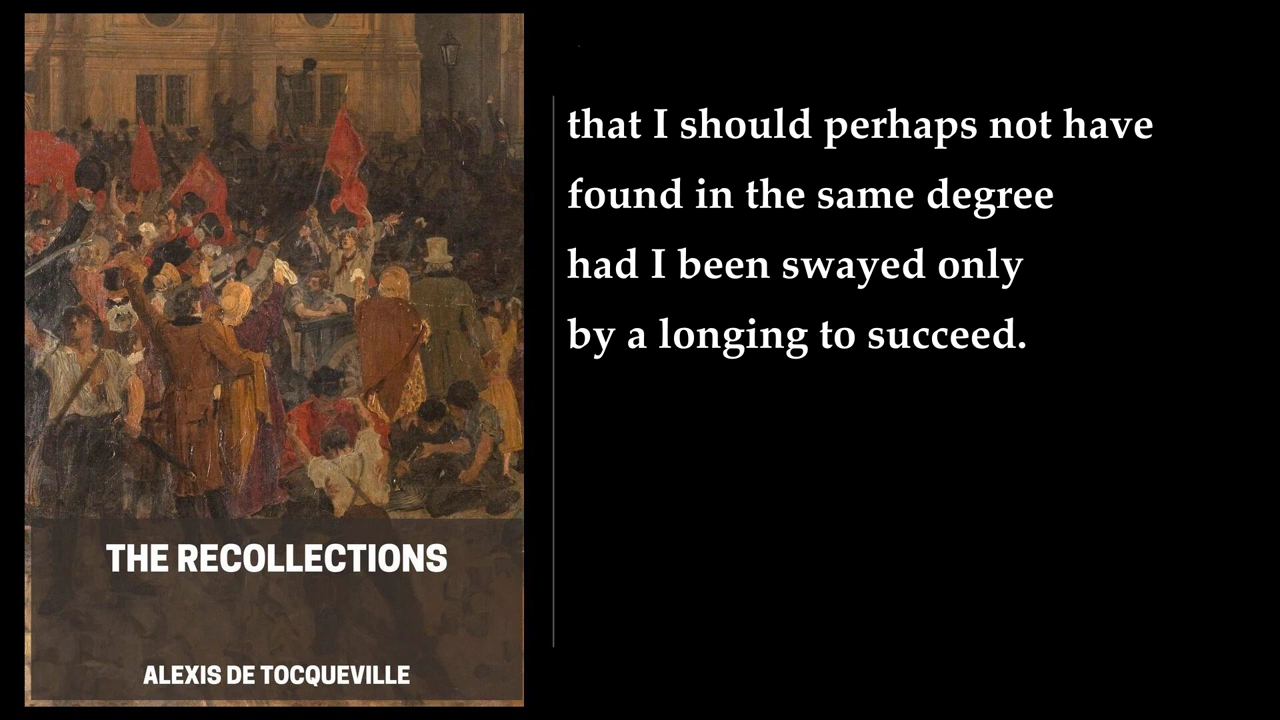 that I should perhaps not have
found in the same degree
had I been swayed only
by a longing to succeed.
THE RECOLLECTIONS
ALEXIS DE TOCQUEVILLE